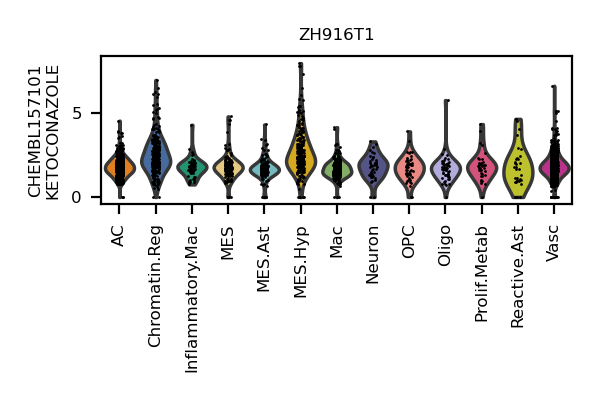 ZH916T1
CHEMBL157101
KETOCONAZOLE
5
0
AC
Chromatin.Reg
Inflammatory.Mac
MES
MES.Ast
MES.Hyp
Mac
Neuron
OPC
Oligo
Prolif.Metab
Reactive.Ast
Vasc